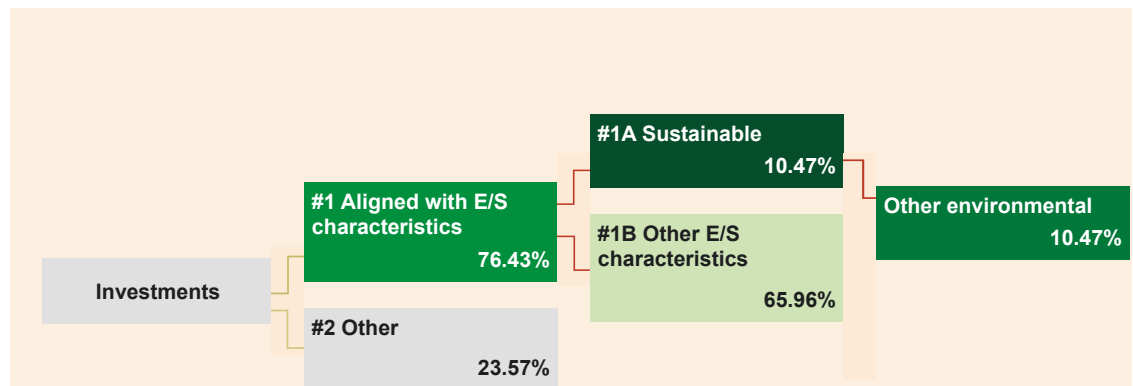 Investments
#1 Aligned with E/S
characteristics
76.43%
#2 Other
23.57%
#1A Sustainable
10.47%
#1B Other E/S
characteristics
65.96%
Other environmental
10.47%